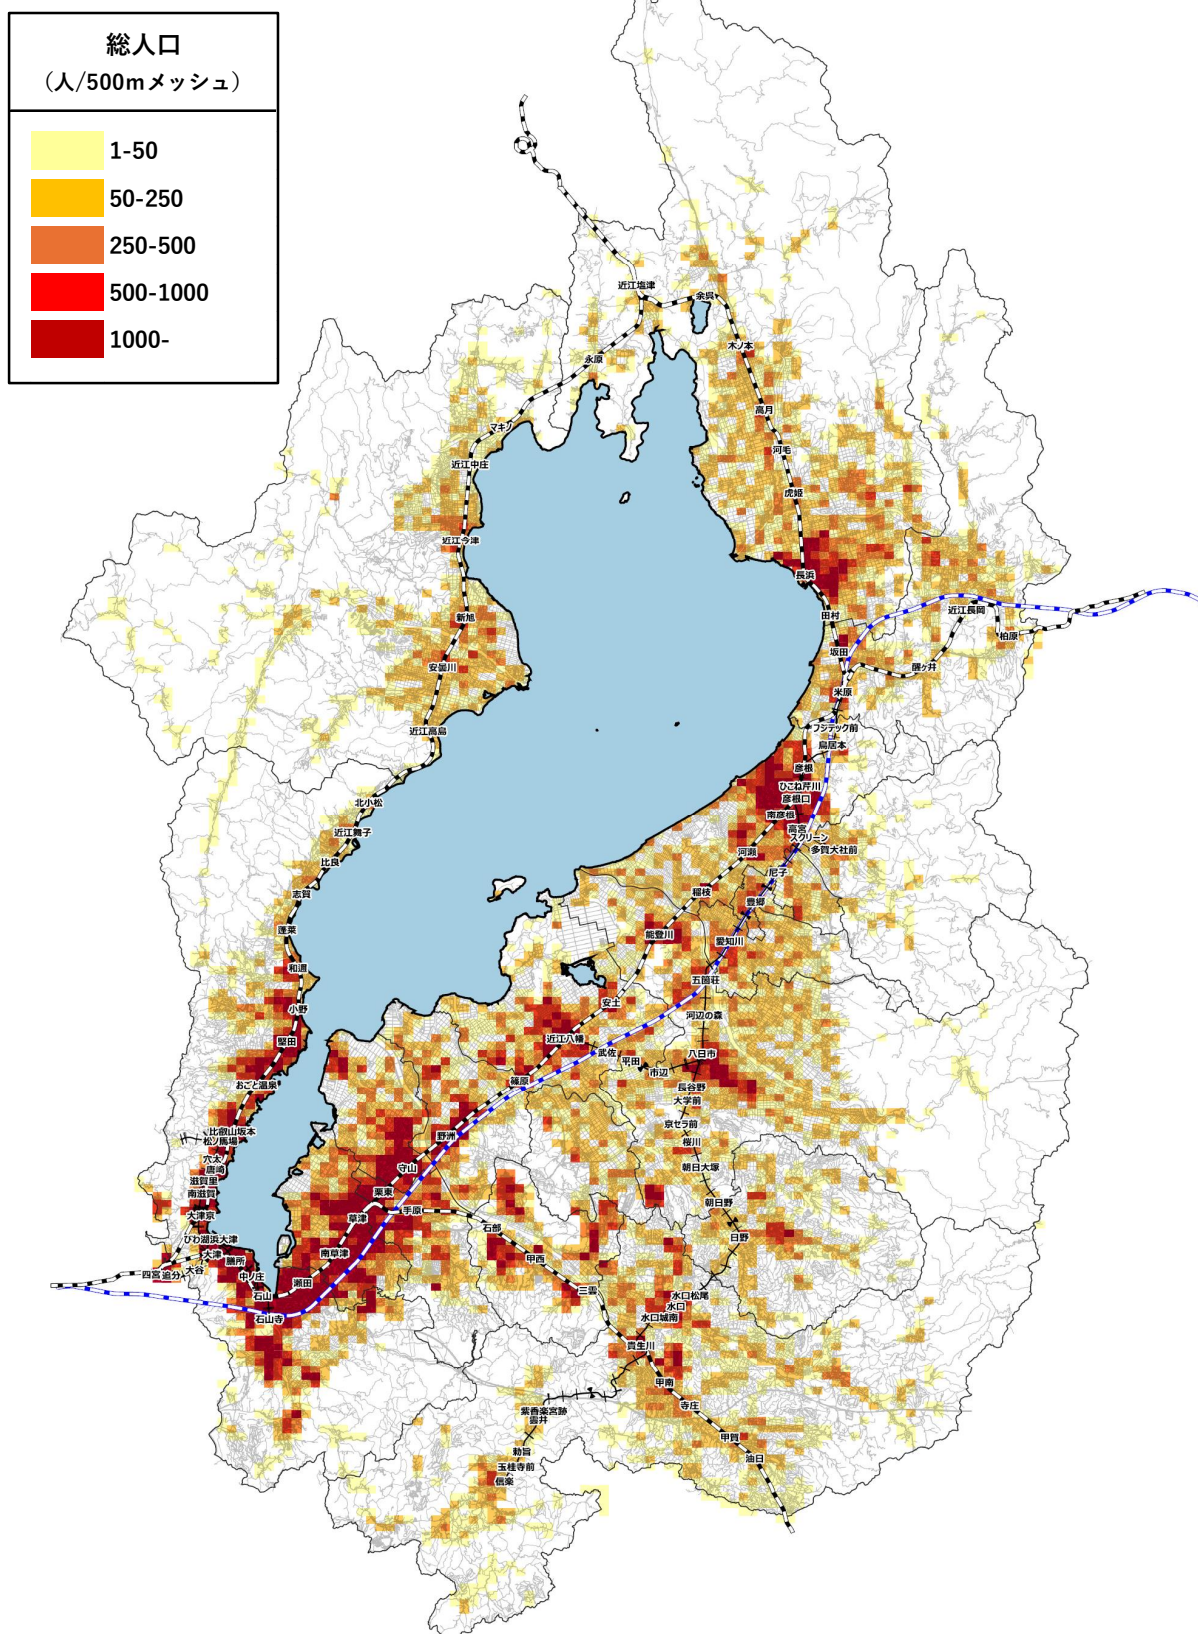 総人口
(人/500mメッシュ)
1-50
50-250
250-500
500-1000
1000-
近江塩津
余呉
永原
木ノ本
高月
マキノ
河毛
近江中庄
虎姫
近江今津
長浜
近江長岡
新旭
田村
柏原
坂田
安曇川
醒ヶ井
米原
近江高島
フジテック前
鳥居本
彦根
ひこね芹川
北小松
彦根口
南彦根
近江舞子
高宮
スクリーン
河瀬
多賀大社前
比良
尼子
志賀
稲枝
豊郷
蓬莱
能登川
愛知川
和邇
五箇荘
安土
小野
河辺の森
堅田
近江八幡
武佐
八日市
平田
市辺
おごと温泉
篠原
長谷野
大学前
京セラ前
比叡山坂本
野洲
松ノ馬場
桜川
穴太
唐崎
守山
朝日大塚
滋賀里
南滋賀
栗東
朝日野
大津京
草津
手原
石部
日野
びわ湖浜大津
大津
膳所
南草津
甲西
四宮
追分
大谷
中ノ庄
瀬田
三雲
水口松尾
石山
水口
石山寺
水口城南
貴生川
甲南
紫香楽宮跡
寺庄
雲井
甲賀
勅旨
油日
玉桂寺前
信楽